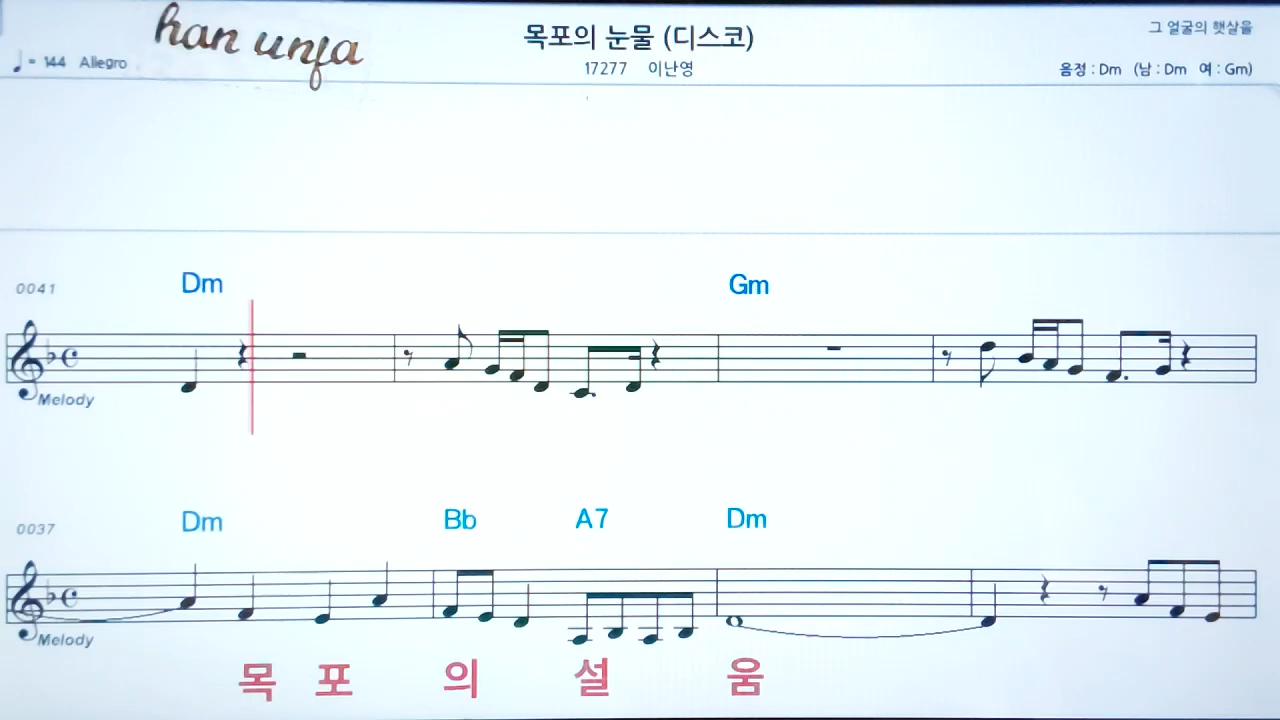 han unfa
목포의 눈물 (디스코)
그 얼굴의 햇살을
♩= 144 Allegro
17277 이난영
음정 : Dm (남 : Dm 여 : Gm)
Dm Gm
0041
Melody
Dm Bb A7 Dm
0037
Melody
목 포 의 설 움